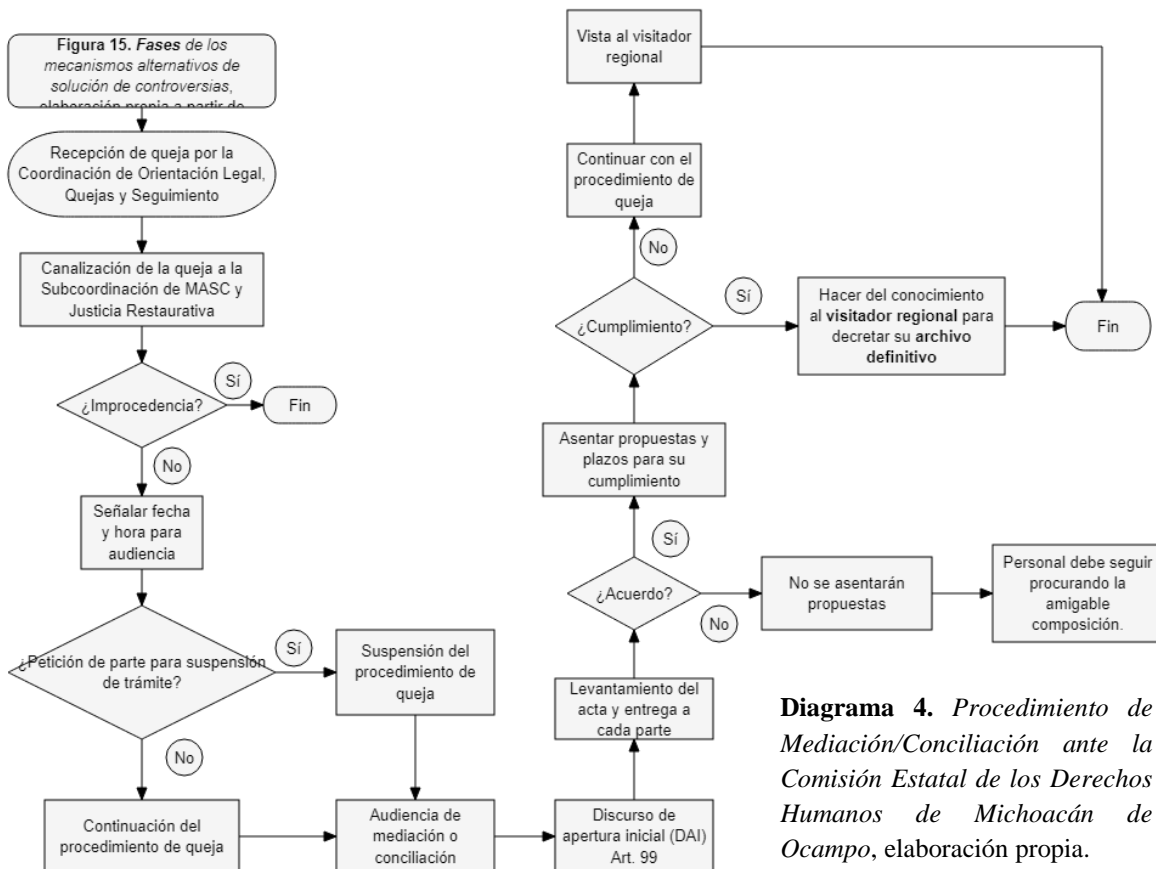 Figura 15. Fases de los
mecanismos alternativos de
solución de controversias,
elaboración propia a partir de
Recepción de queja por la
Coordinación de Orientación Legal,
Quejas y Seguimiento
Canalización de la queja a la
Subcoordinación de MASC y
Justicia Restaurativa
¿Improcedencia?
Sí
Fin
No
Señalar fecha
y hora para
audiencia
¿Petición de parte para suspensión
de trámite?
Sí
Suspensión del
procedimiento de
queja
No
Continuación del
procedimiento de queja
Audiencia de
mediación o
conciliación
Discurso de
apertura inicial (DAI)
Art. 99
Levantamiento del
acta y entrega a
cada parte
¿Acuerdo?
No
No se asentarán
propuestas
Personal debe seguir
procurando la
amigable
composición.
Sí
Asentar propuestas y
plazos para su
cumplimiento
¿Cumplimiento?
Sí
Hacer del conocimiento
al visitador regional para
decretar su archivo
definitivo
Fin
No
Continuar con el
procedimiento de
queja
Vista al visitador
regional
Diagrama 4. Procedimiento de
Mediación/Conciliación ante la
Comisión Estatal de los Derechos
Humanos de Michoacán de
Ocampo, elaboración propia.